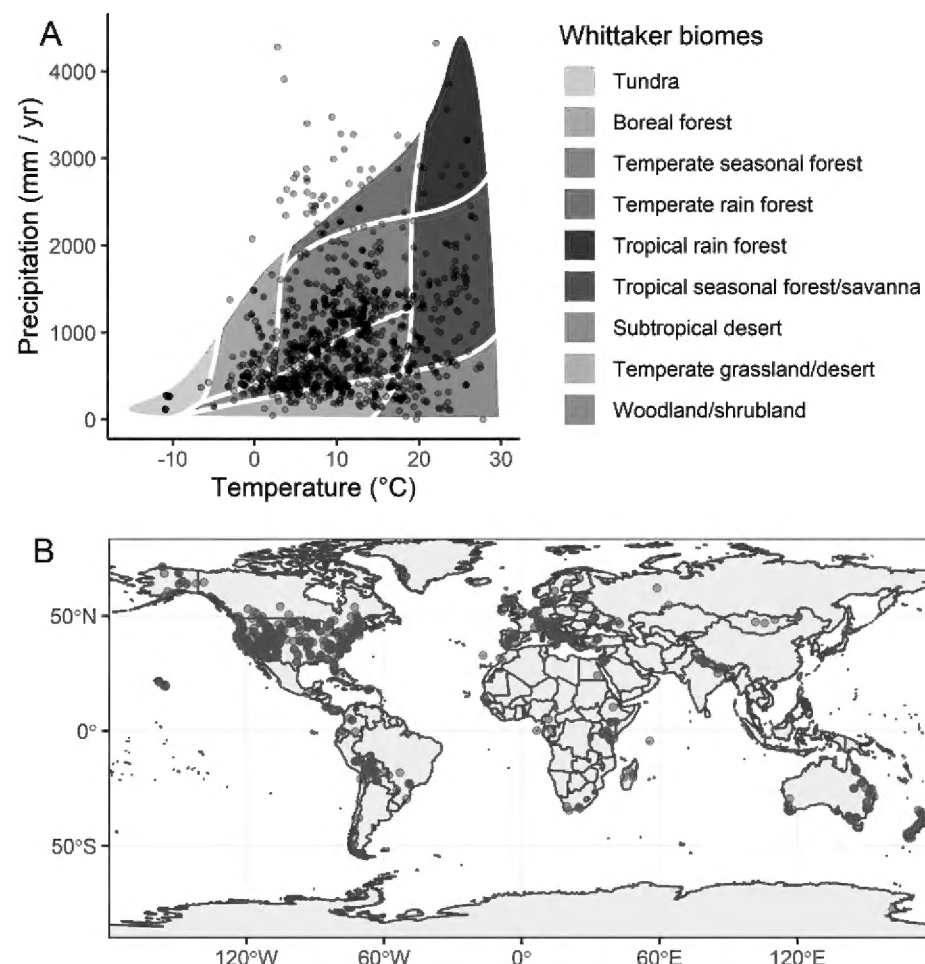 A
Precipitation (mm / yr)
4000
3000
2000
1000
0
-10
0
10
20
30
Temperature (°C)
Whittaker biomes
Tundra
Boreal forest
Temperate seasonal forest
Temperate rain forest
Tropical rain forest
Tropical seasonal forest/savanna
Subtropical desert
Temperate grassland/desert
Woodland/shrubland
B
50°N
0°
50°S
120°W
60°W
0°
60°E
120°E